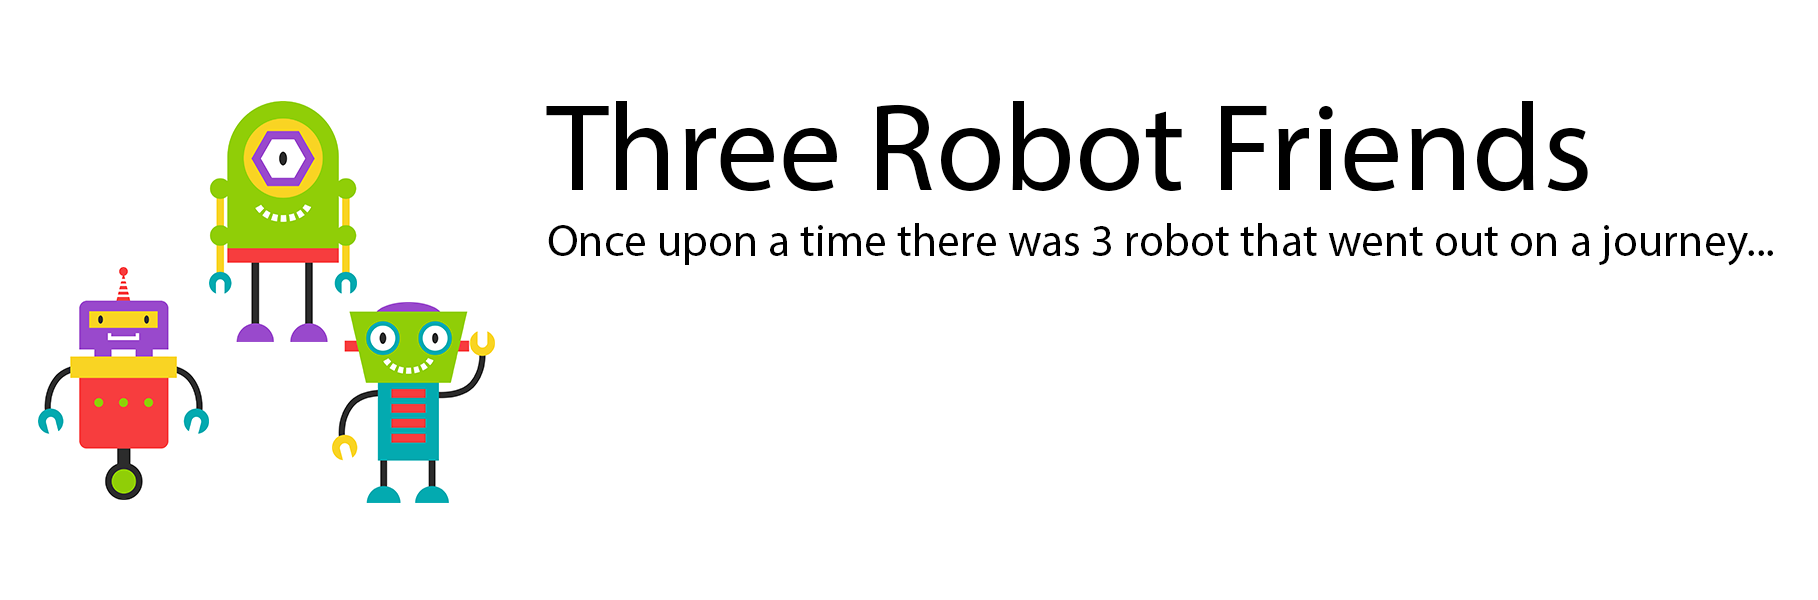 Three Robot Friends
Once upon a time there was 3 robot that went out on a journey...